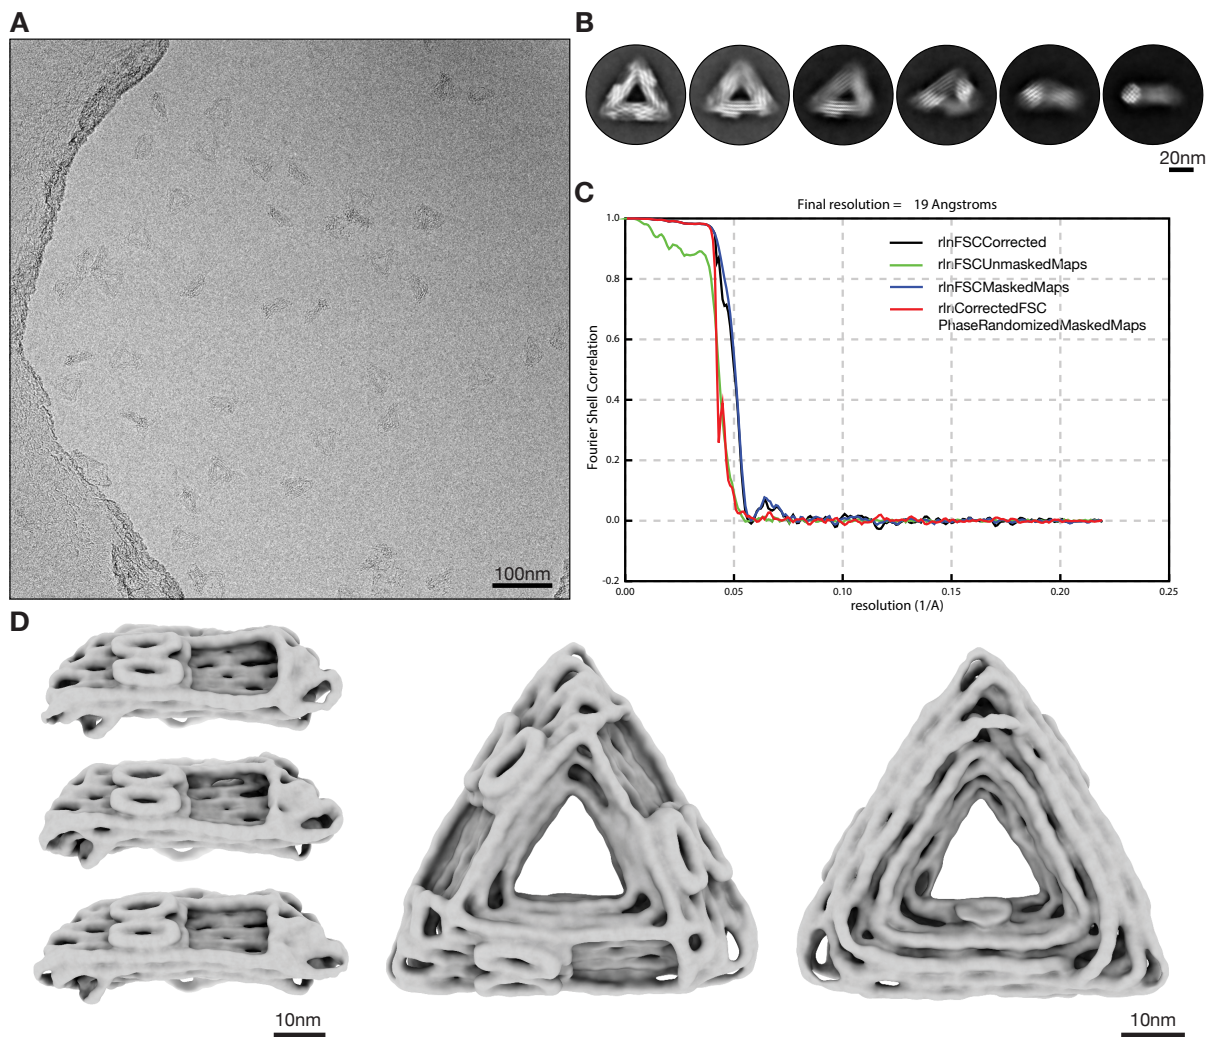 A
100nm
B
20nm
C
Final resolution = 19 Angstroms
1.0
0.8
0.6
0.4
0.2
0.0
-0.2
Fourier Shell Correlation
rlnFSCCorrected
rlnFSCUnmaskedMaps
rlnFSCMaskedMaps
rlnCorrectedFSC
PhaseRandomizedMaskedMaps
0.00 0.05 0.10 0.15 0.20 0.25
resolution (1/A)
D
10nm
10nm